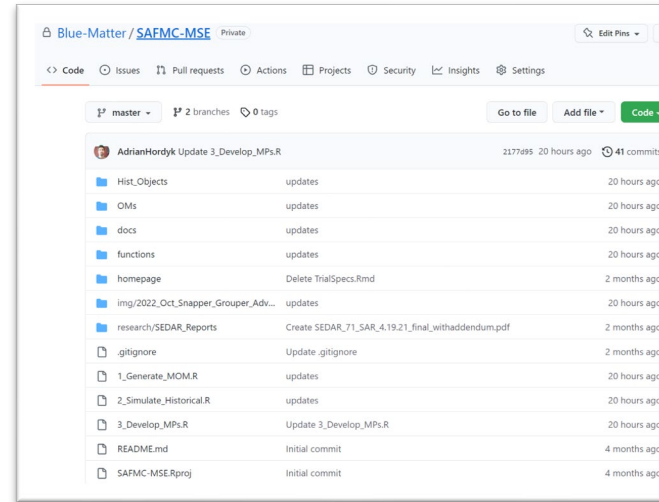 Blue-Matter / SAFMC-MSE Private Edit Pins
Code Issues Pull requests Actions Projects Security Insights Settings
master 2 branches 0 tags Go to file Add file Code
AdrianHordyk Update 3_Develop_MPs.R 2177d95 20 hours ago 41 commits
Hist_Objects updates 20 hours ago
OMs updates 20 hours ago
docs updates 20 hours ago
functions updates 20 hours ago
homepage Delete TrialSpecs.Rmd 2 months ago
img/2022_Oct_Snapper_Grouper_Adv... updates 20 hours ago
research/SEDAR_Reports Create SEDAR_71_SAR_4.19.21_final_withaddendum.pdf 2 months ago
.gitignore Update .gitignore 2 months ago
1_Generate_MOM.R updates 20 hours ago
2_Simulate_Historical.R updates 20 hours ago
3_Develop_MPs.R Update 3_Develop_MPs.R 20 hours ago
README.md Initial commit 4 months ago
SAFMC-MSE.Rproj Initial commit 4 months ago